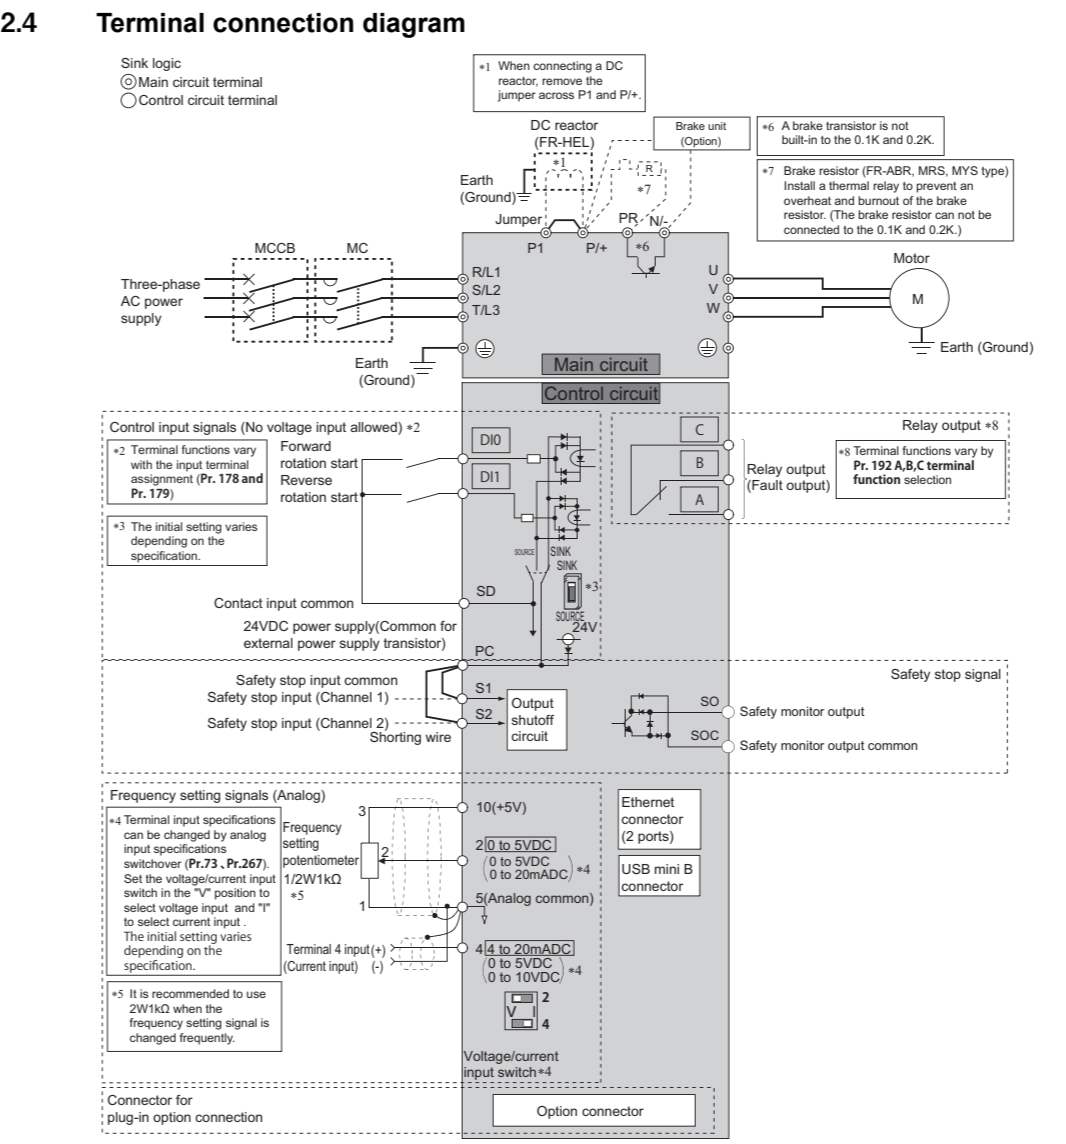 2.4 Terminal connection diagram
Sink logic
Main circuit terminal
Control circuit terminal
*1 When connecting a DC
reactor, remove the
jumper across P1 and P/+.
DC reactor
(FR-HEL)
*1
Brake unit
(Option)
*6 A brake transistor is not
built-in to the 0.1K and 0.2K.
*7 Brake resistor (FR-ABR, MRS, MYS type)
Install a thermal relay to prevent an
overheat and burnout of the brake
resistor. (The brake resistor can not be
connected to the 0.1K and 0.2K.)
R
*7
Earth
(Ground)
Jumper
PR
N/-
P1
P/+
*6
MCCB
MC
Three-phase
AC power
supply
R/L1
S/L2
T/L3
U
V
W
Motor
M
Earth (Ground)
Earth
(Ground)
Main circuit
Control circuit
Control input signals (No voltage input allowed) *2
*2 Terminal functions vary
with the input terminal
assignment (Pr. 178 and
Pr. 179)
Forward
rotation start
Reverse
rotation start
DI0
DI1
*3 The initial setting varies
depending on the
specification.
SOURCE
SINK
SINK
*3
SOURCE
24V
Contact input common
SD
24VDC power supply(Common for
external power supply transistor)
PC
C
B
A
Relay output *8
Relay output
(Fault output)
*8 Terminal functions vary by
Pr. 192 A,B,C terminal
function selection
Safety stop signal
Safety stop input common
Safety stop input (Channel 1)
Safety stop input (Channel 2)
Shorting wire
S1
S2
Output
shutoff
circuit
SO
SOC
Safety monitor output
Safety monitor output common
Frequency setting signals (Analog)
*4 Terminal input specifications
can be changed by analog
input specifications
switchover (Pr.73 、Pr.267).
Set the voltage/current input
switch in the "V" position to
select voltage input and "I"
to select current input .
The initial setting varies
depending on the
specification.
Frequency
setting
potentiometer
1/2W1kΩ
*5
3
2
1
10(+5V)
2 0 to 5VDC
(0 to 5VDC
0 to 20mADC) *4
5(Analog common)
Terminal 4 input (+)
(Current input) (-)
4 4 to 20mADC
(0 to 5VDC
0 to 10VDC) *4
V I
2
4
Voltage/current
input switch*4
*5 It is recommended to use
2W1kΩ when the
frequency setting signal is
changed frequently.
Ethernet
connector
(2 ports)
USB mini B
connector
Connector for
plug-in option connection
Option connector